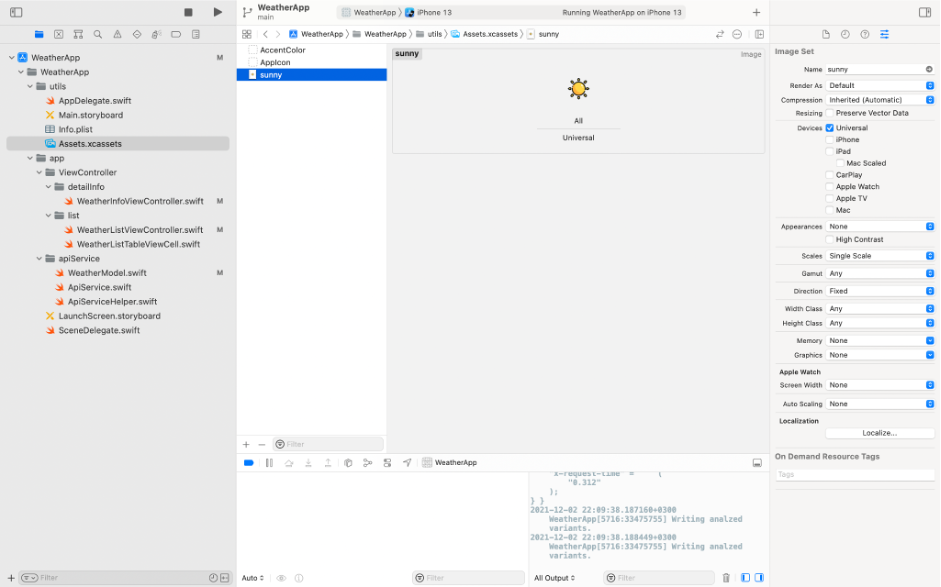 WeatherApp
main
WeatherApp
iPhone 13
Running WeatherApp on iPhone 13
WeatherApp
WeatherApp
utils
Assets.xcassets
sunny
WeatherApp M
WeatherApp
utils
AppDelegate.swift
Main.storyboard
Info.plist
Assets.xcassets
app
ViewController
detailInfo
WeatherInfoViewController.swift M
list
WeatherListViewController.swift M
WeatherListTableViewCell.swift
apiService
WeatherModel.swift M
ApiService.swift
ApiServiceHelper.swift
LaunchScreen.storyboard
SceneDelegate.swift
Filter
AccentColor
AppIcon
sunny
Filter
sunny
Image
All
Universal
WeatherApp
x-request-time" = (
"0.312"
);
} }
2021-12-02 22:09:38.187160+0300
WeatherApp[5716:33475755] Writing analzed
variants.
2021-12-02 22:09:38.188449+0300
WeatherApp[5716:33475755] Writing analzed
variants.
Auto
Filter
All Output
Filter
Image Set
Name sunny
Render As Default
Compression Inherited (Automatic)
Resizing Preserve Vector Data
Devices Universal
iPhone
iPad
Mac Scaled
CarPlay
Apple Watch
Apple TV
Mac
Appearances None
High Contrast
Scales Single Scale
Gamut Any
Direction Fixed
Width Class Any
Height Class Any
Memory None
Graphics None
Apple Watch
Screen Width None
Auto Scaling None
Localization
Localize...
On Demand Resource Tags
Tags